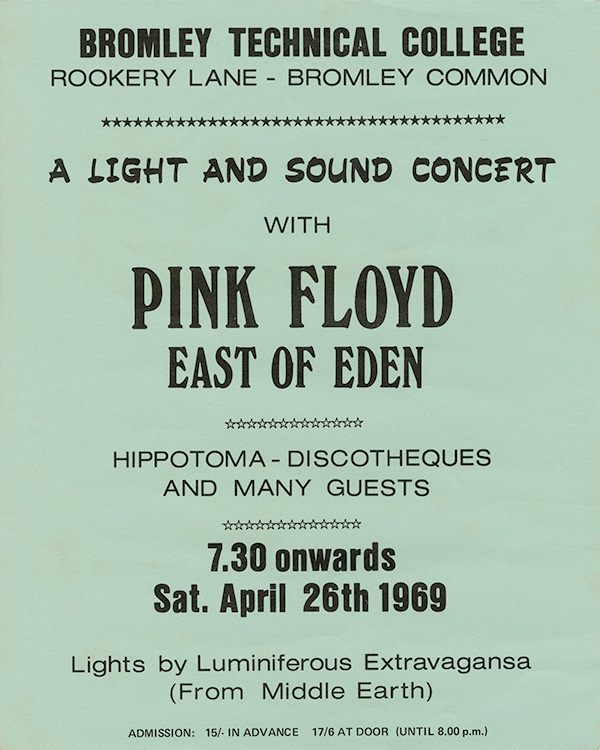 BROMLEY TECHNICAL COLLEGE
ROOKERY LANE - BROMLEY COMMON
A LIGHT AND SOUND CONCERT
WITH
PINK FLOYD
EAST OF EDEN
HIPPOTOMA - DISCOTHEQUES
AND MANY GUESTS
7.30 onwards
Sat. April 26th 1969
Lights by Luminiferous Extravagansa
(From Middle Earth)
ADMISSION: 15/- IN ADVANCE 17/6 AT DOOR (UNTIL 8.00 p.m.)